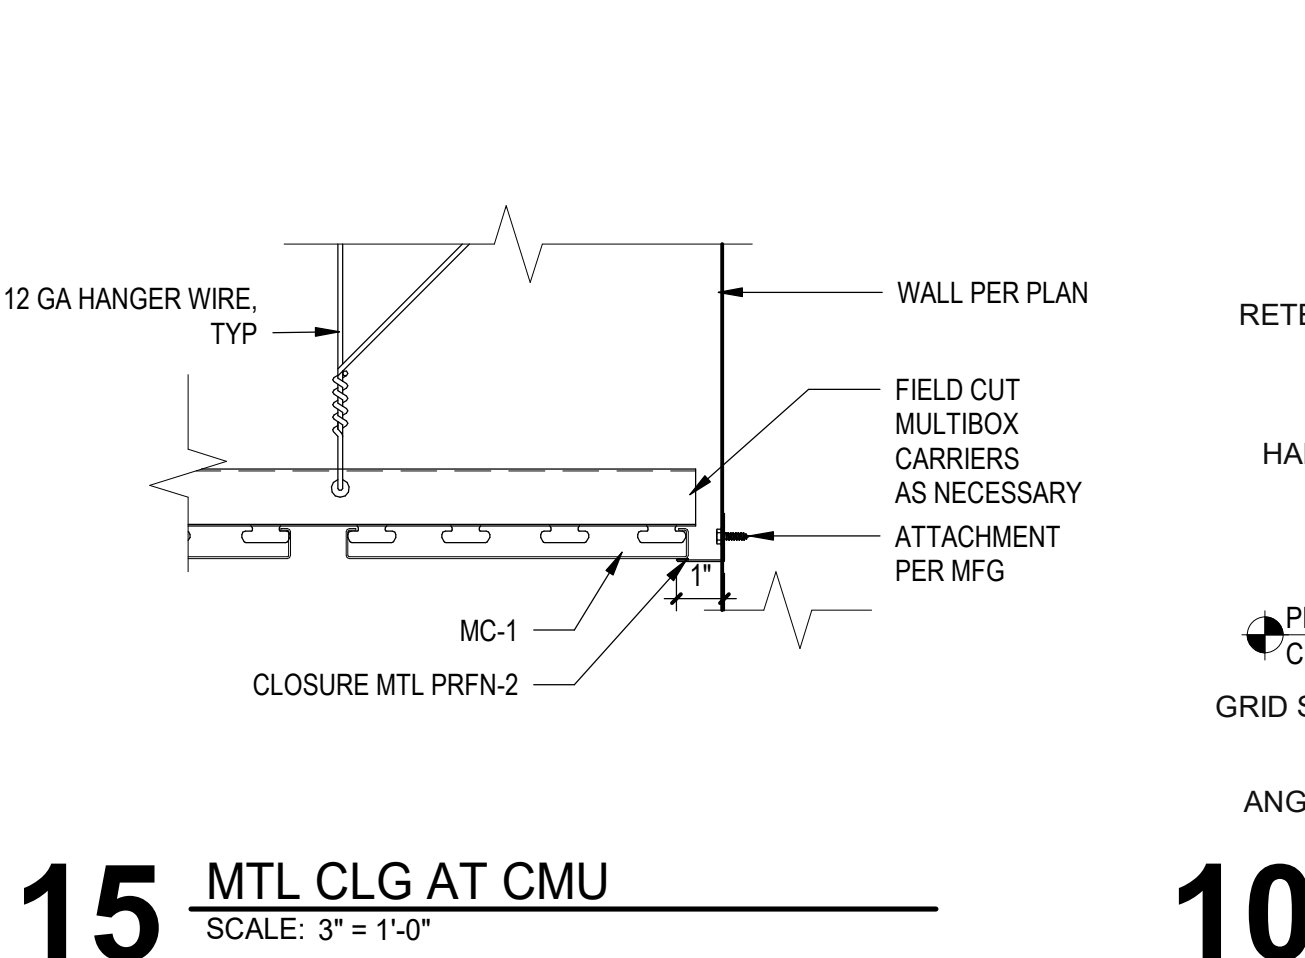 12 GA HANGER WIRE,
TYP
WALL PER PLAN
FIELD CUT
MULTIBOX
CARRIERS
AS NECESSARY
ATTACHMENT
PER MFG
1"
MC-1
CLOSURE MTL PRFN-2
15
MTL CLG AT CMU
SCALE: 3" = 1'-0"
GRID
10